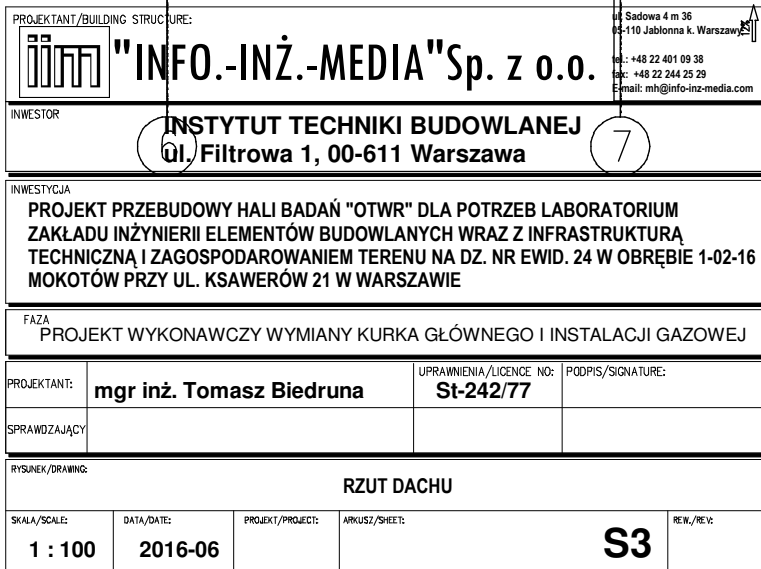 PROJEKTANT/BUILDING STRUCTURE:
iim "INFO.-INŻ.-MEDIA"Sp. z o.o.
ul. Sadowa 4 m 36
05-110 Jabłonna k. Warszawy
tel.: +48 22 401 09 38
fax: +48 22 244 25 29
E-mail: mh@info-inz-media.com
INWESTOR
INSTYTUT TECHNIKI BUDOWLANEJ
ul. Filtrowa 1, 00-611 Warszawa
6
7
INWESTYCJA
PROJEKT PRZEBUDOWY HALI BADAŃ "OTWR" DLA POTRZEB LABORATORIUM
ZAKŁADU INŻYNIERII ELEMENTÓW BUDOWLANYCH WRAZ Z INFRASTRUKTURĄ
TECHNICZNĄ I ZAGOSPODAROWANIEM TERENU NA DZ. NR EWID. 24 W OBRĘBIE 1-02-16
MOKOTÓW PRZY UL. KSAWERÓW 21 W WARSZAWIE
FAZA
PROJEKT WYKONAWCZY WYMIANY KURKA GŁÓWNEGO I INSTALACJI GAZOWEJ
PROJEKTANT: mgr inż. Tomasz Biedruna
UPRAWNIENIA/LICENCE NO:
St-242/77
PODPIS/SIGNATURE:
SPRAWDZAJĄCY
RYSUNEK/DRAWING:
RZUT DACHU
SKALA/SCALE:
1 : 100
DATA/DATE:
2016-06
PROJEKT/PROJECT:
ARKUSZ/SHEET:
S3
REW./REV: